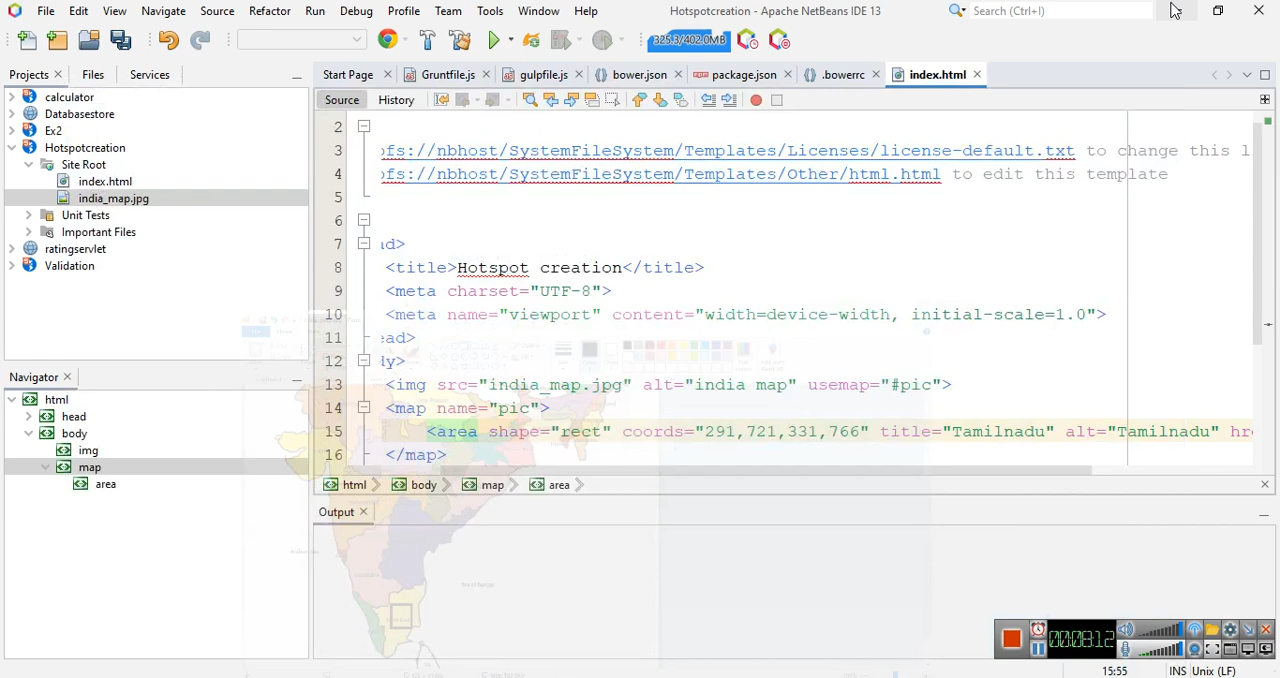 File Edit View Navigate Source Refactor Run Debug Profile Team Tools Window Help
Hotspotcreation - Apache NetBeans IDE 13
Search (Ctrl+I)
325.3/402.0MB
Projects Files Services
calculator
Databasestore
Ex2
Hotspotcreation
Site Root
index.html
india_map.jpg
Unit Tests
Important Files
ratingservlet
Validation
Start Page Gruntfile.js gulpfile.js bower.json package.json .bowerrc index.html
Source History
2
3 ofs://nbhost/SystemFileSystem/Templates/Licenses/license-default.txt to change this li
4 ofs://nbhost/SystemFileSystem/Templates/Other/html.html to edit this template
5
6
7 ad>
8 <title>Hotspot creation</title>
9 <meta charset="UTF-8">
10 <meta name="viewport" content="width=device-width, initial-scale=1.0">
11 ead>
12 dy>
13 <img src="india_map.jpg" alt="india map" usemap="#pic">
14 <map name="pic">
15 <area shape="rect" coords="291,721,331,766" title="Tamilnadu" alt="Tamilnadu" hre
16 </map>
html body map area
Navigator
html
head
body
img
map
area
Output
00:08:12
15:55 INS Unix (LF)